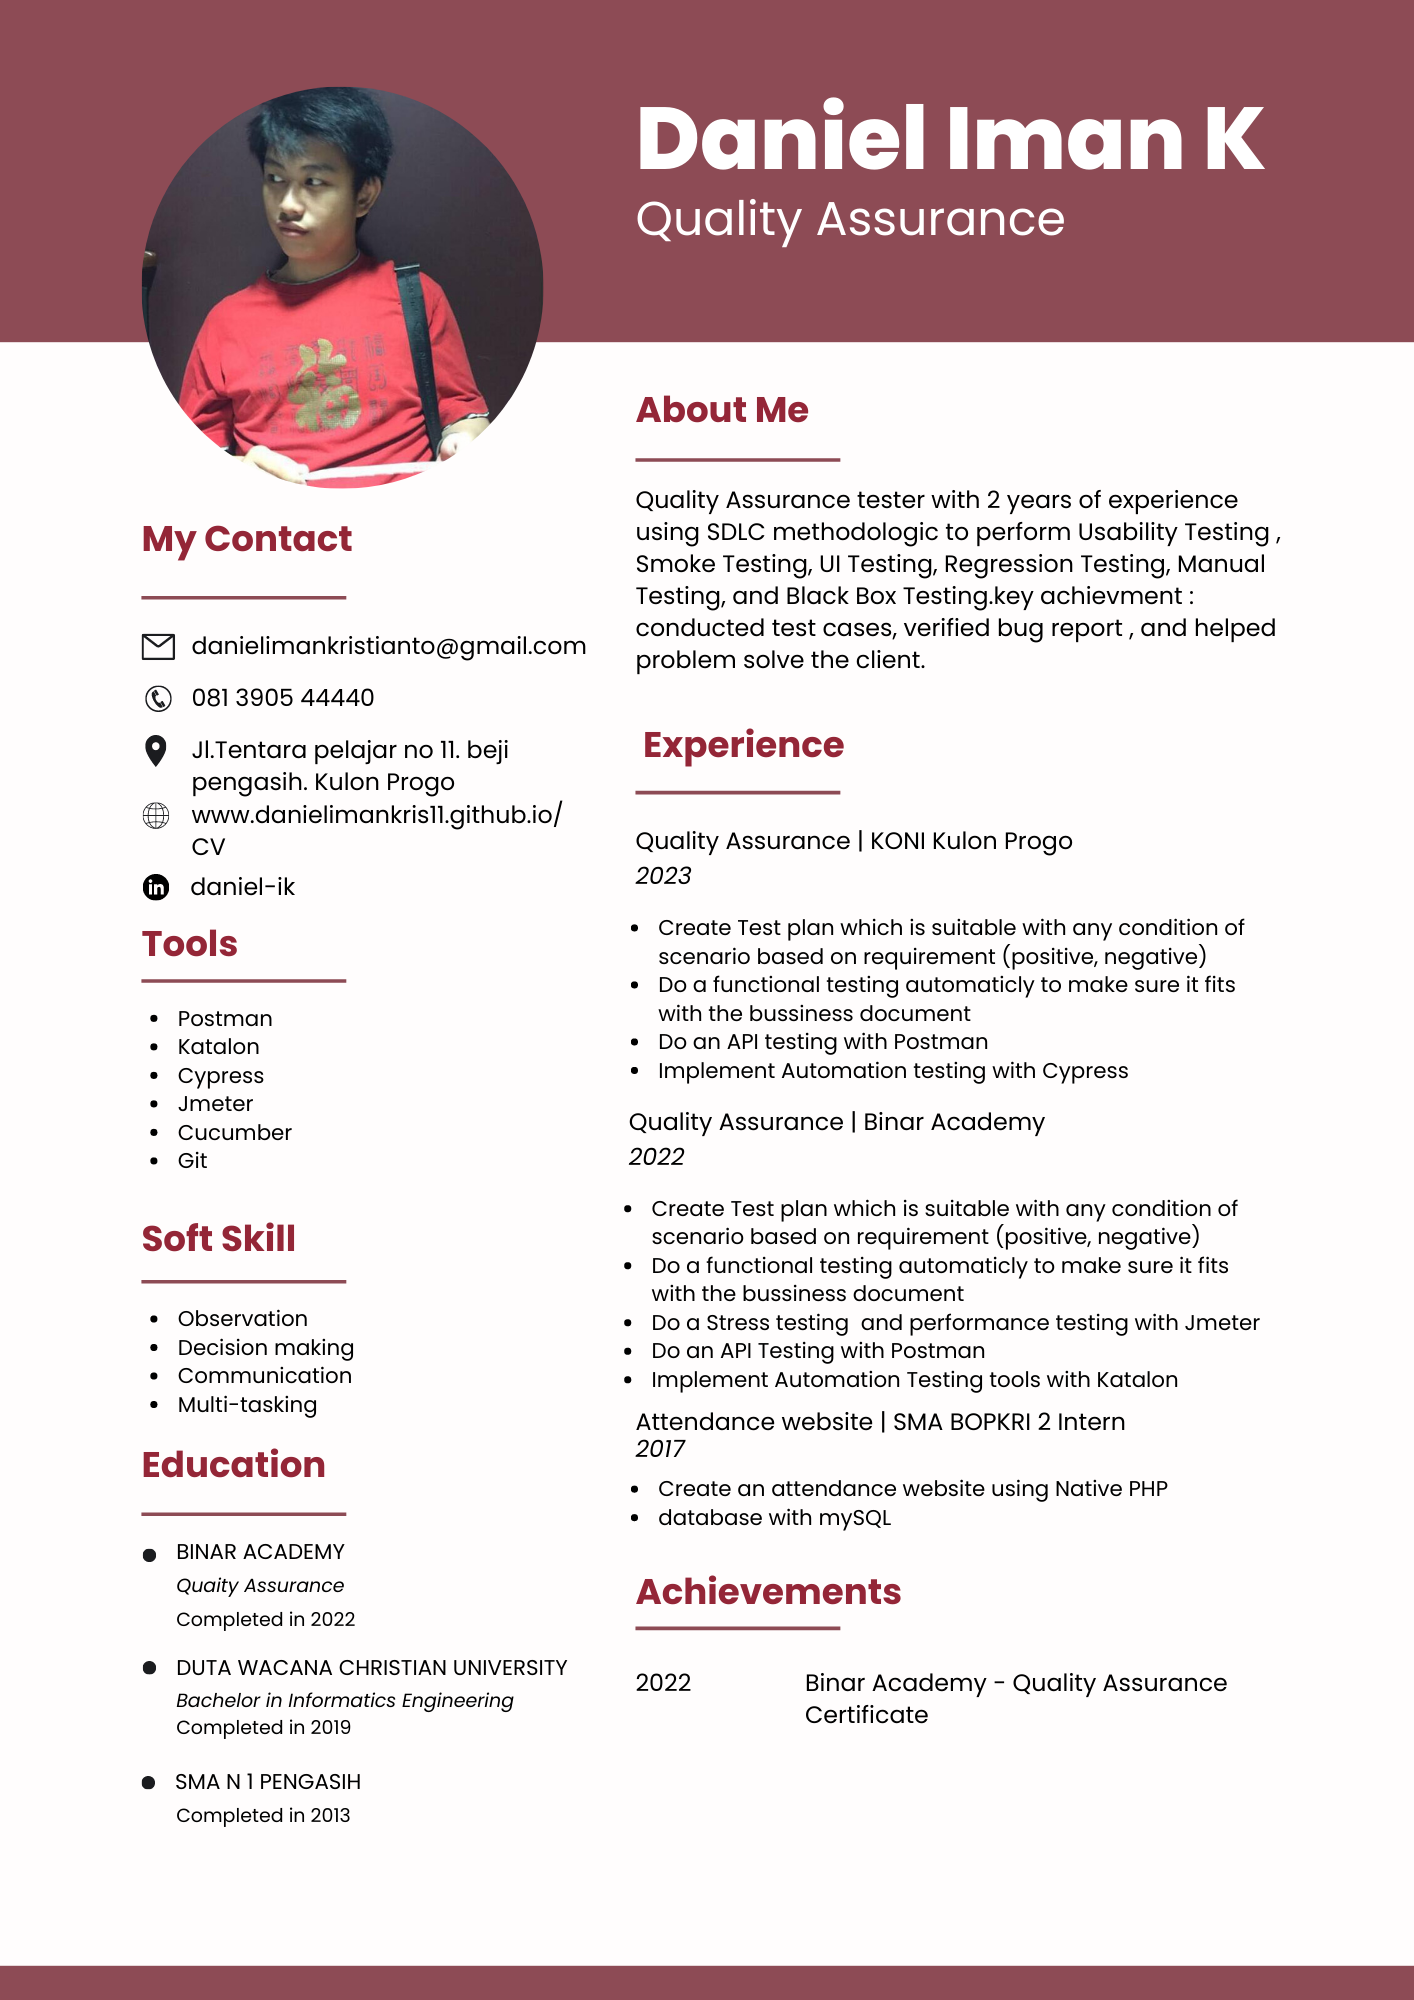 Daniel Iman K
Quality Assurance
My Contact
danielimankristianto@gmail.com
081 3905 44440
Jl.Tentara pelajar no 11. beji
pengasih. Kulon Progo
www.danielimankris11.github.io/
CV
in
daniel-ik
Tools
• Postman
• Katalon
• Cypress
• Jmeter
• Cucumber
• Git
Soft Skill
• Observation
• Decision making
• Communication
• Multi-tasking
Education
BINAR ACADEMY
Quaity Assurance
Completed in 2022
DUTA WACANA CHRISTIAN UNIVERSITY
Bachelor in Informatics Engineering
Completed in 2019
SMA N 1 PENGASIH
Completed in 2013
About Me
Quality Assurance tester with 2 years of experience
using SDLC methodologic to perform Usability Testing ,
Smoke Testing, UI Testing, Regression Testing, Manual
Testing, and Black Box Testing.key achievment :
conducted test cases, verified bug report , and helped
problem solve the client.
Experience
Quality Assurance | KONI Kulon Progo
2023
• Create Test plan which is suitable with any condition of
scenario based on requirement (positive, negative)
• Do a functional testing automaticly to make sure it fits
with the bussiness document
• Do an API testing with Postman
• Implement Automation testing with Cypress
Quality Assurance | Binar Academy
2022
• Create Test plan which is suitable with any condition of
scenario based on requirement (positive, negative)
• Do a functional testing automaticly to make sure it fits
with the bussiness document
• Do a Stress testing  and performance testing with Jmeter
• Do an API Testing with Postman
• Implement Automation Testing tools with Katalon
Attendance website | SMA BOPKRI 2 Intern
2017
• Create an attendance website using Native PHP
• database with mySQL
Achievements
2022 Binar Academy - Quality Assurance
Certificate